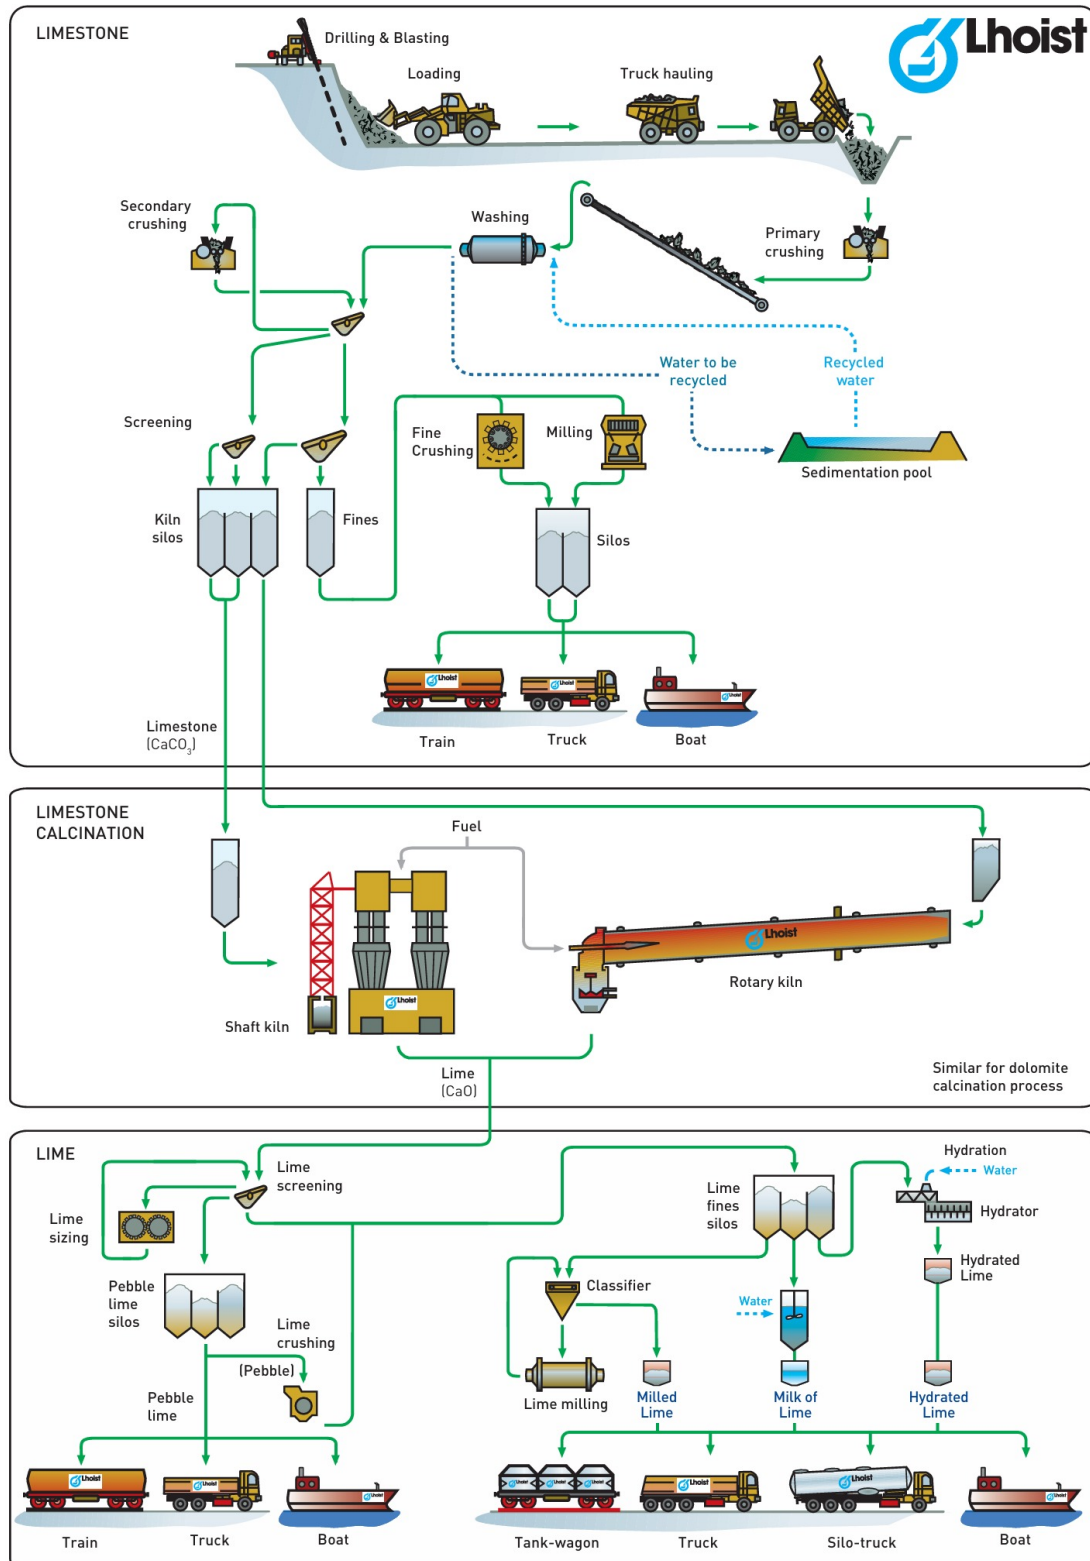 LIMESTONE
Lhoist
Drilling & Blasting
Loading
Truck hauling
Secondary
crushing
Washing
Primary
crushing
Water to be
recycled
Recycled
water
Screening
Fine
Crushing
Milling
Sedimentation pool
Kiln
silos
Fines
Silos
Lhoist
Lhoist
Lhoist
Train
Truck
Boat
Limestone
(CaCO₃)
LIMESTONE
CALCINATION
Fuel
Lhoist
Rotary kiln
Lhoist
Shaft kiln
Lime
(CaO)
Similar for dolomite
calcination process
LIME
Lime
screening
Lime
sizing
Lime
fines
silos
Hydration
Water
Hydrator
Pebble
lime
silos
Classifier
Hydrated
Lime
Water
Lime
crushing
(Pebble)
Pebble
lime
Lime milling
Milled
Lime
Milk of
Lime
Hydrated
Lime
Lhoist
Lhoist
Lhoist
Lhoist
Lhoist
Lhoist
Lhoist
Lhoist
Lhoist
Train
Truck
Boat
Tank-wagon
Truck
Silo-truck
Boat